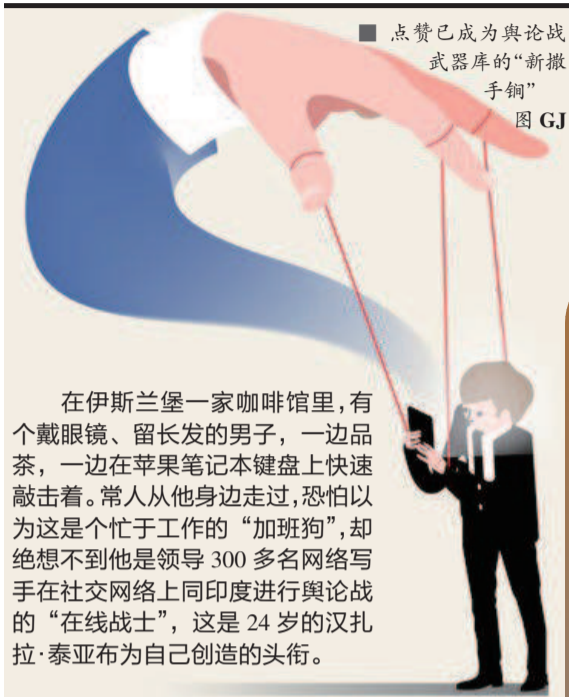 ■ 点赞已成为舆论战
武器库的“新撒
手锏”
图 GJ
在伊斯兰堡一家咖啡馆里，有
个戴眼镜、留长发的男子，一边品
茶，一边在苹果笔记本键盘上快速
敲击着。常人从他身边走过，恐怕以
为这是个忙于工作的“加班狗”，却
绝想不到他是领导 300 多名网络写
手在社交网络上同印度进行舆论战
的“在线战士”，这是 24 岁的汉扎
拉·泰亚布为自己创造的头衔。